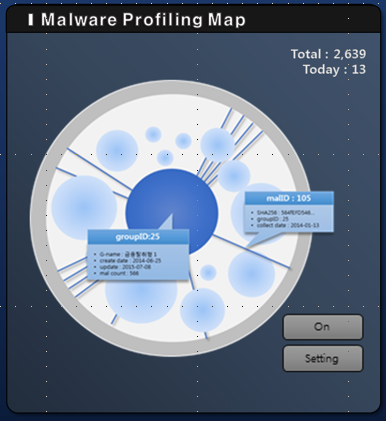 Malware Profiling Map
Total : 2,639
Today : 13
malID : 105
• SHA256 : 564fEFD546...
• groupID : 25
• collect date : 2014-01-13
groupID:25
• G-name : 금융탈취형 1
• create date : 2014-06-25
• update : 2015-07-08
• mal count : 566
On
Setting